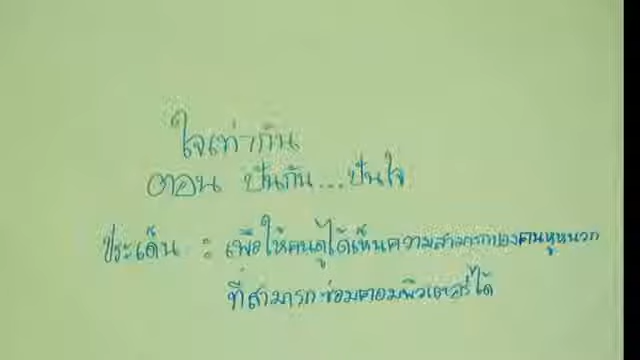 ใจเท่ากัน
ตอน ปันกัน...ปันใจ
ประเด็น : เพื่อให้คนดูได้เห็นความสามารถของคนหูหนวก
ที่สามารถซ่อมคอมพิวเตอร์ได้